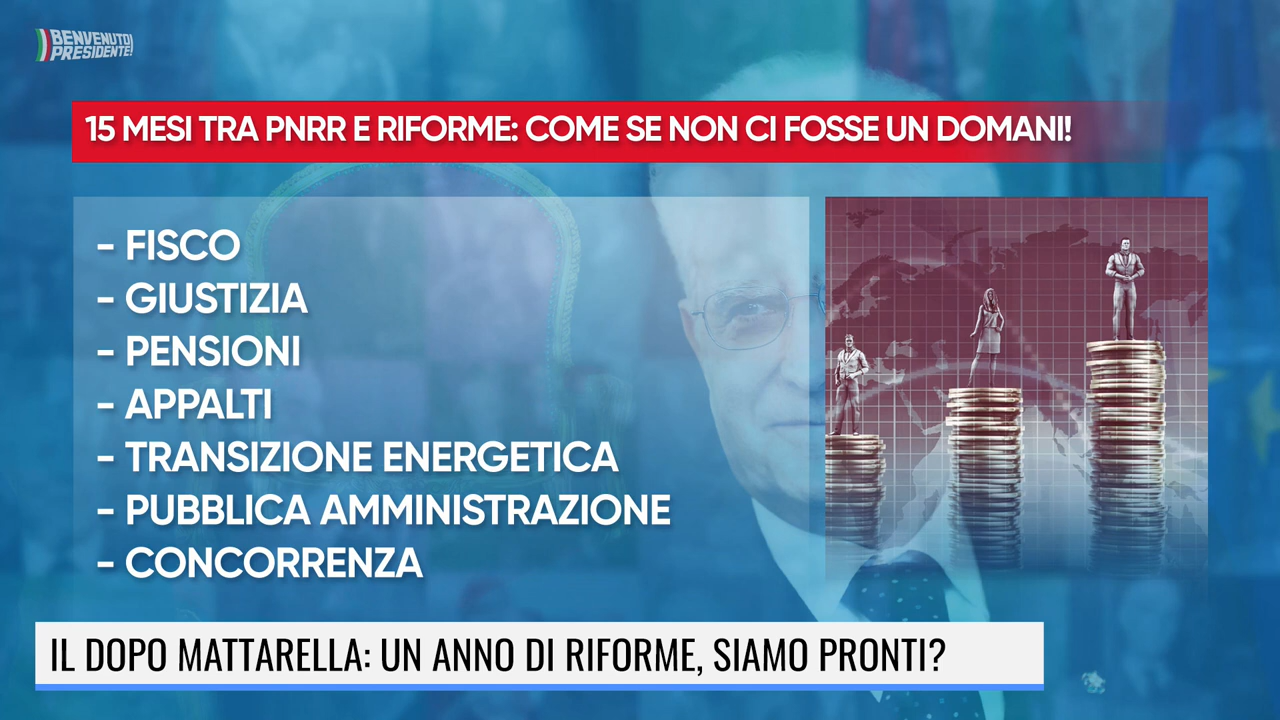 BENVENUTO
PRESIDENTE!
15 MESI TRA PNRR E RIFORME: COME SE NON CI FOSSE UN DOMANI!
- FISCO
- GIUSTIZIA
- PENSIONI
- APPALTI
- TRANSIZIONE ENERGETICA
- PUBBLICA AMMINISTRAZIONE
- CONCORRENZA
IL DOPO MATTARELLA: UN ANNO DI RIFORME, SIAMO PRONTI?